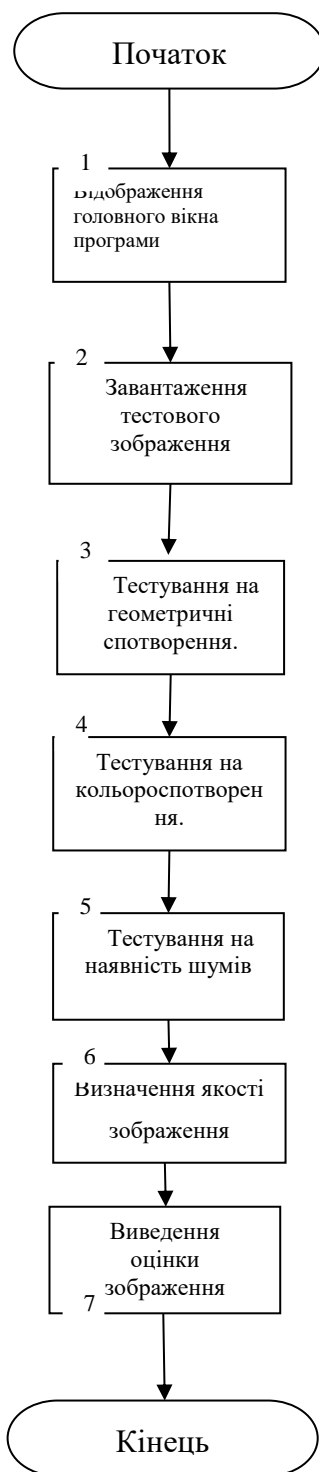 Початок
1
Відображення
головного вікна
програми
2
Завантаження
тестового
зображення
3
Тестування на
геометричні
спотворення.
4
Тестування на
кольороспотворен
ня.
5
Тестування на
наявність шумів
6
Визначення якості
зображення
Виведення
оцінки
зображення
7
Кінець